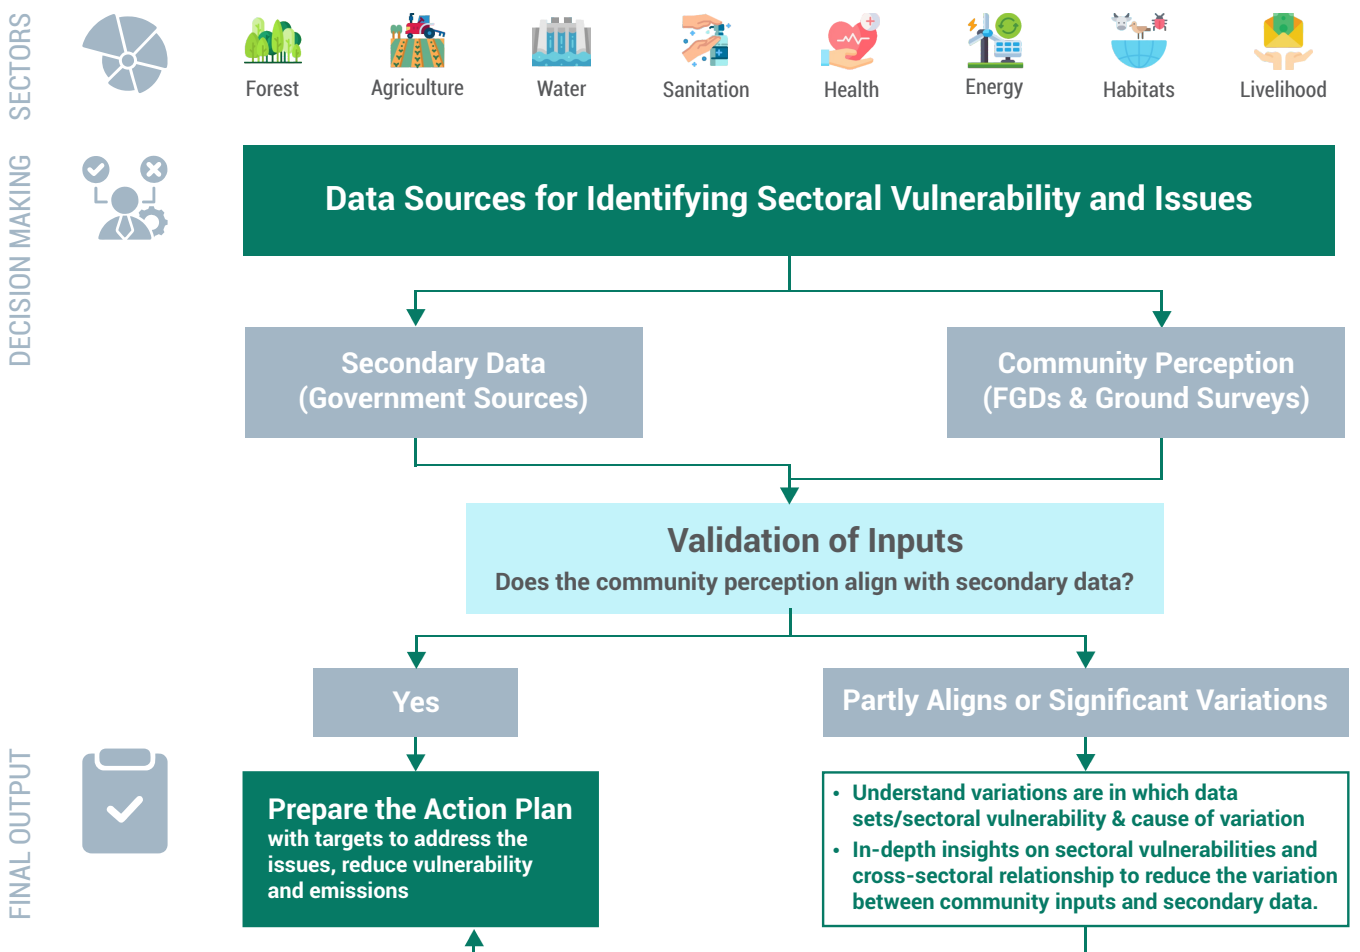 SECTORS
Forest
Agriculture
Water
Sanitation
Health
Energy
Habitats
Livelihood
DECISION MAKING
Data Sources for Identifying Sectoral Vulnerability and Issues
Secondary Data
(Government Sources)
Community Perception
(FGDs & Ground Surveys)
Validation of Inputs
Does the community perception align with secondary data?
Yes
Partly Aligns or Significant Variations
FINAL OUTPUT
Prepare the Action Plan
with targets to address the
issues, reduce vulnerability
and emissions
• Understand variations are in which data
sets/sectoral vulnerability & cause of variation
• In-depth insights on sectoral vulnerabilities and
cross-sectoral relationship to reduce the variation
between community inputs and secondary data.